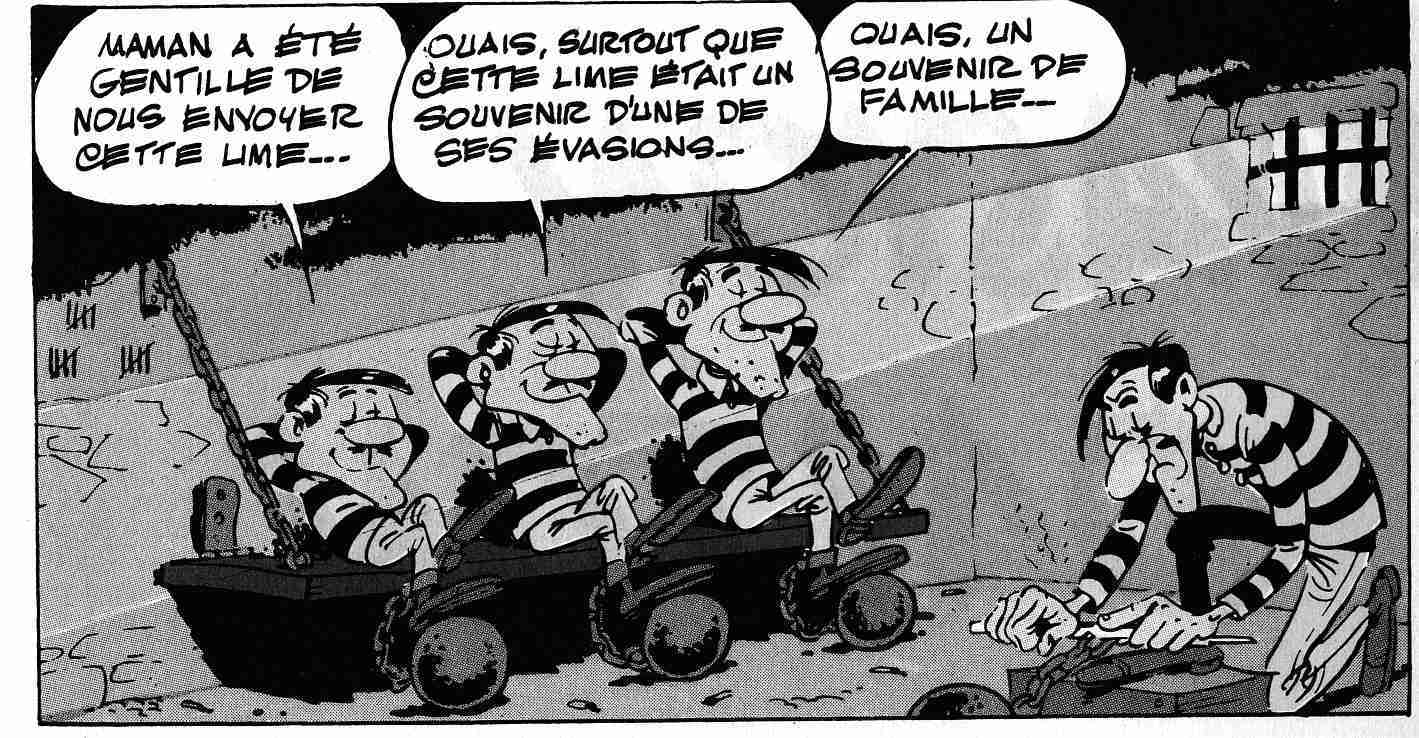 MAMAN A ÉTÉ
GENTILLE DE
NOUS ENVOYER
CETTE LIME...
OUAIS, SURTOUT QUE
CETTE LIME ÉTAIT UN
SOUVENIR D'UNE DE
SES ÉVASIONS...
OUAIS, UN
SOUVENIR DE
FAMILLE...